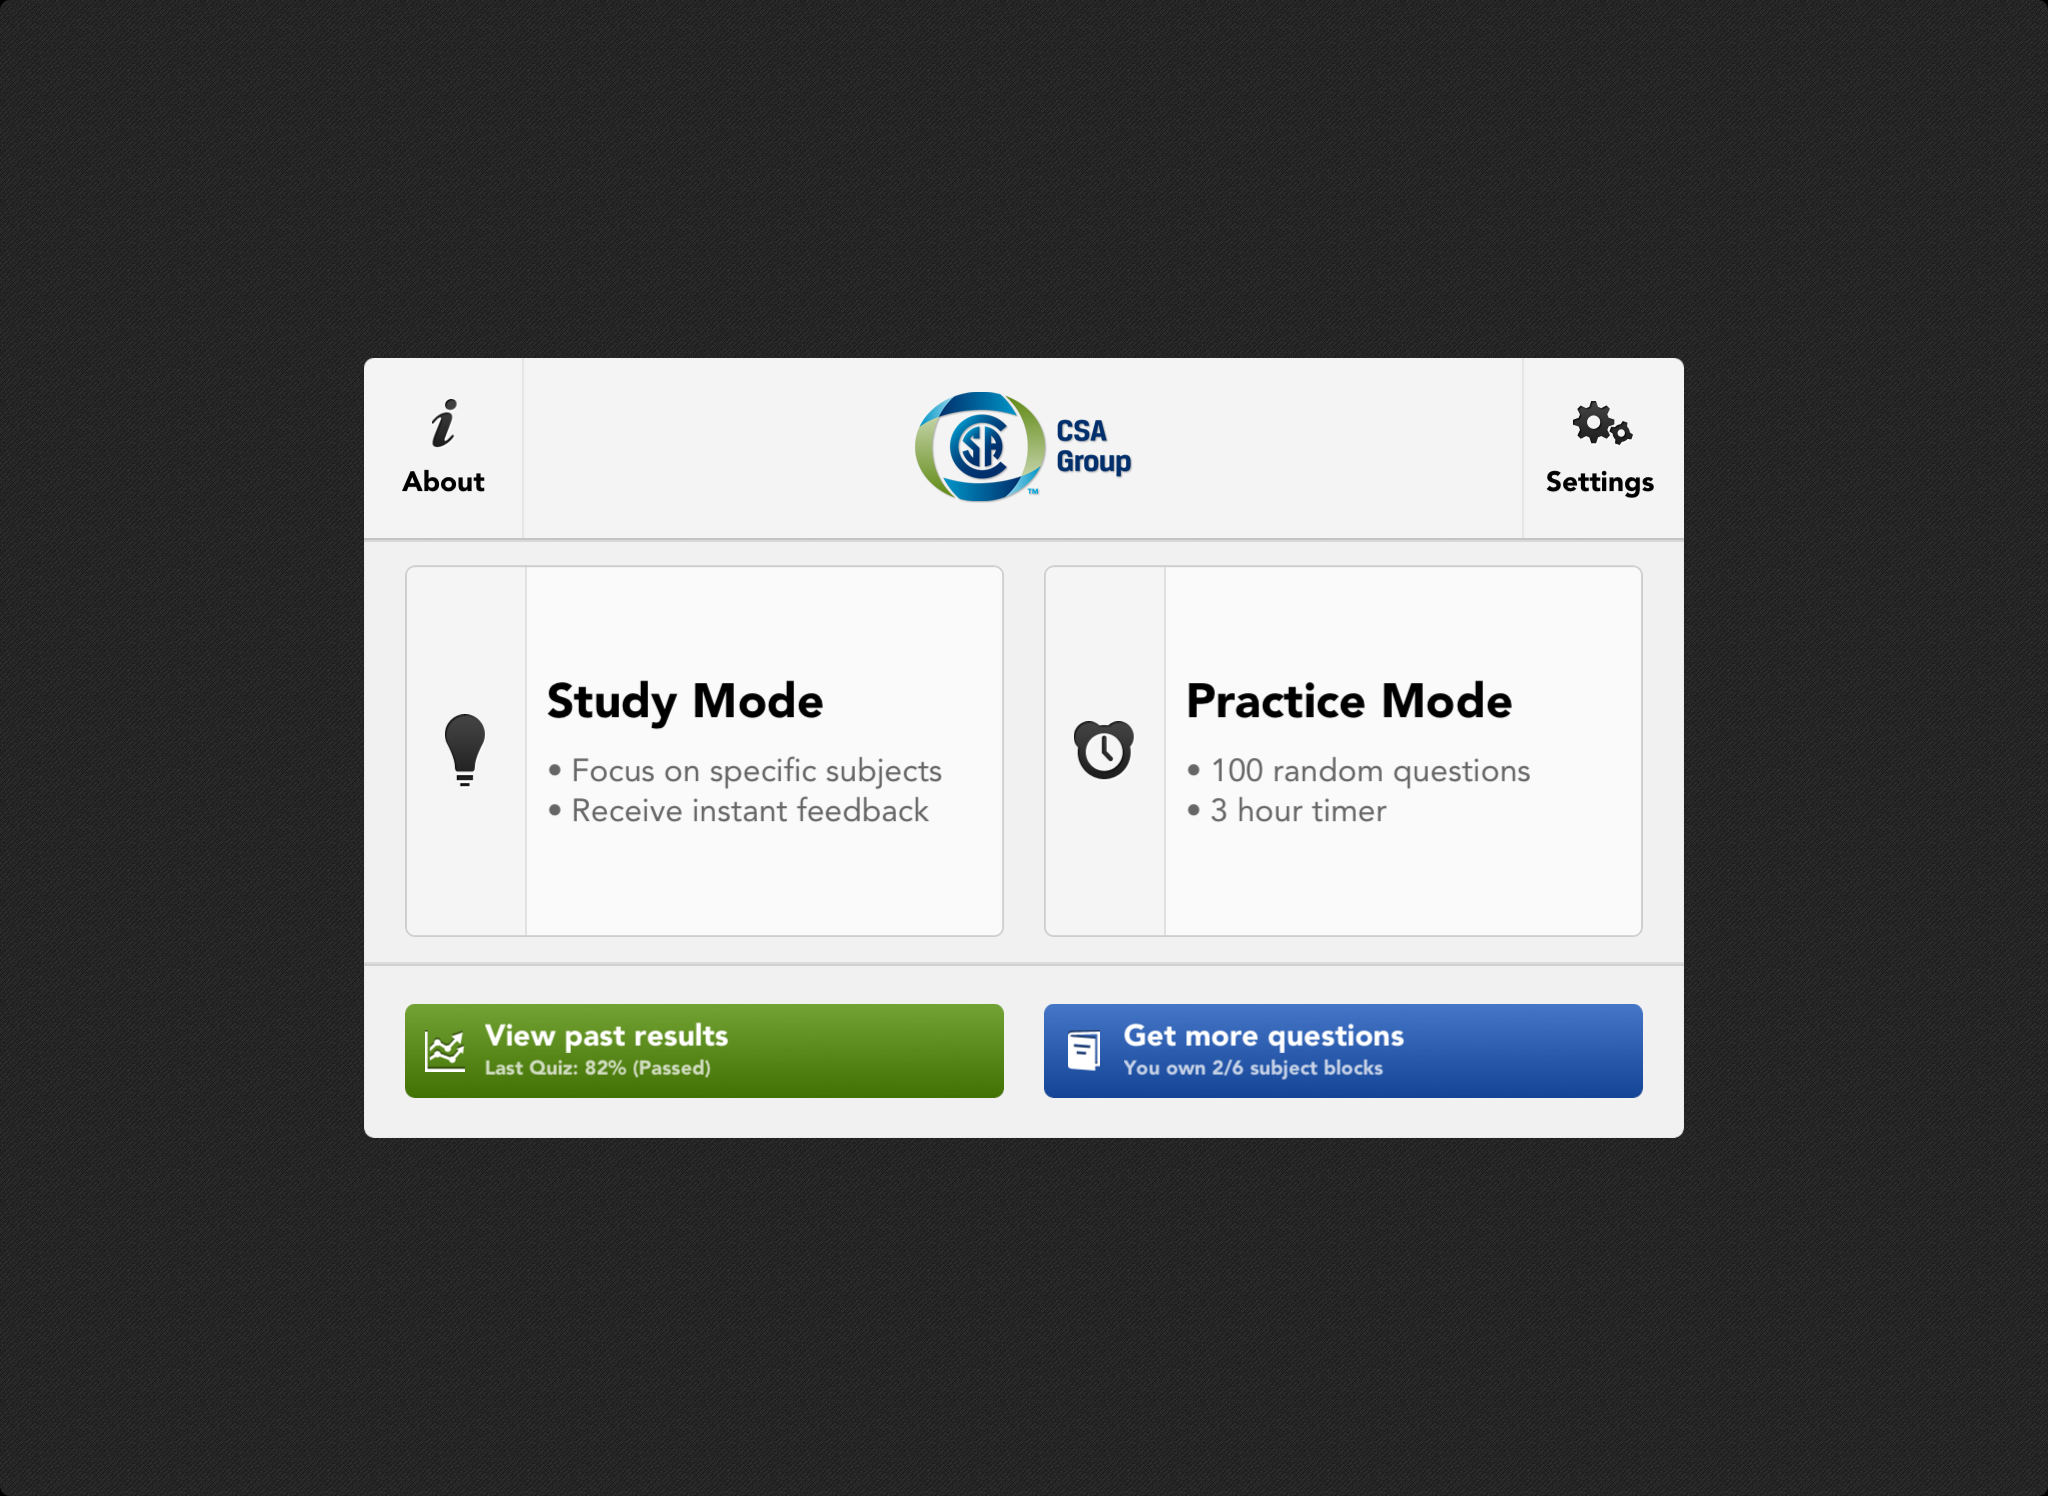 About
CSA
CSA
Group
TM
Settings
Study Mode
• Focus on specific subjects
• Receive instant feedback
Practice Mode
• 100 random questions
• 3 hour timer
View past results
Last Quiz: 82% (Passed)
Get more questions
You own 2/6 subject blocks